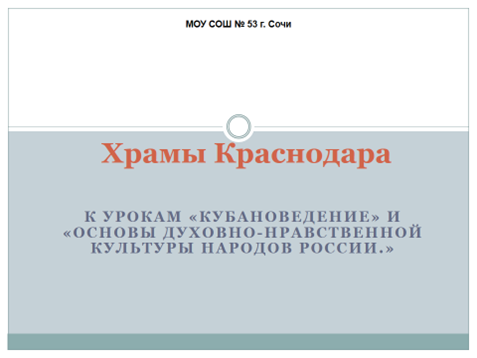 МОУ СОШ № 53 г. Сочи
Храмы Краснодара
К УРОКАМ «КУБАНОВЕДЕНИЕ» И
«ОСНОВЫ ДУХОВНО-НРАВСТВЕННОЙ
КУЛЬТУРЫ НАРОДОВ РОССИИ.»